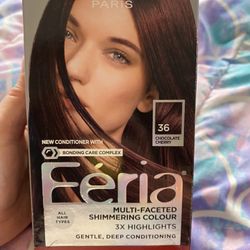 PARIS
36
CHOCOLATE
CHERRY
NEW CONDITIONER WITH
BONDING CARE COMPLEX
Féria
ALL
HAIR
TYPES
MULTI-FACETED
SHIMMERING COLOUR
3X HIGHLIGHTS
GENTLE, DEEP CONDITIONING